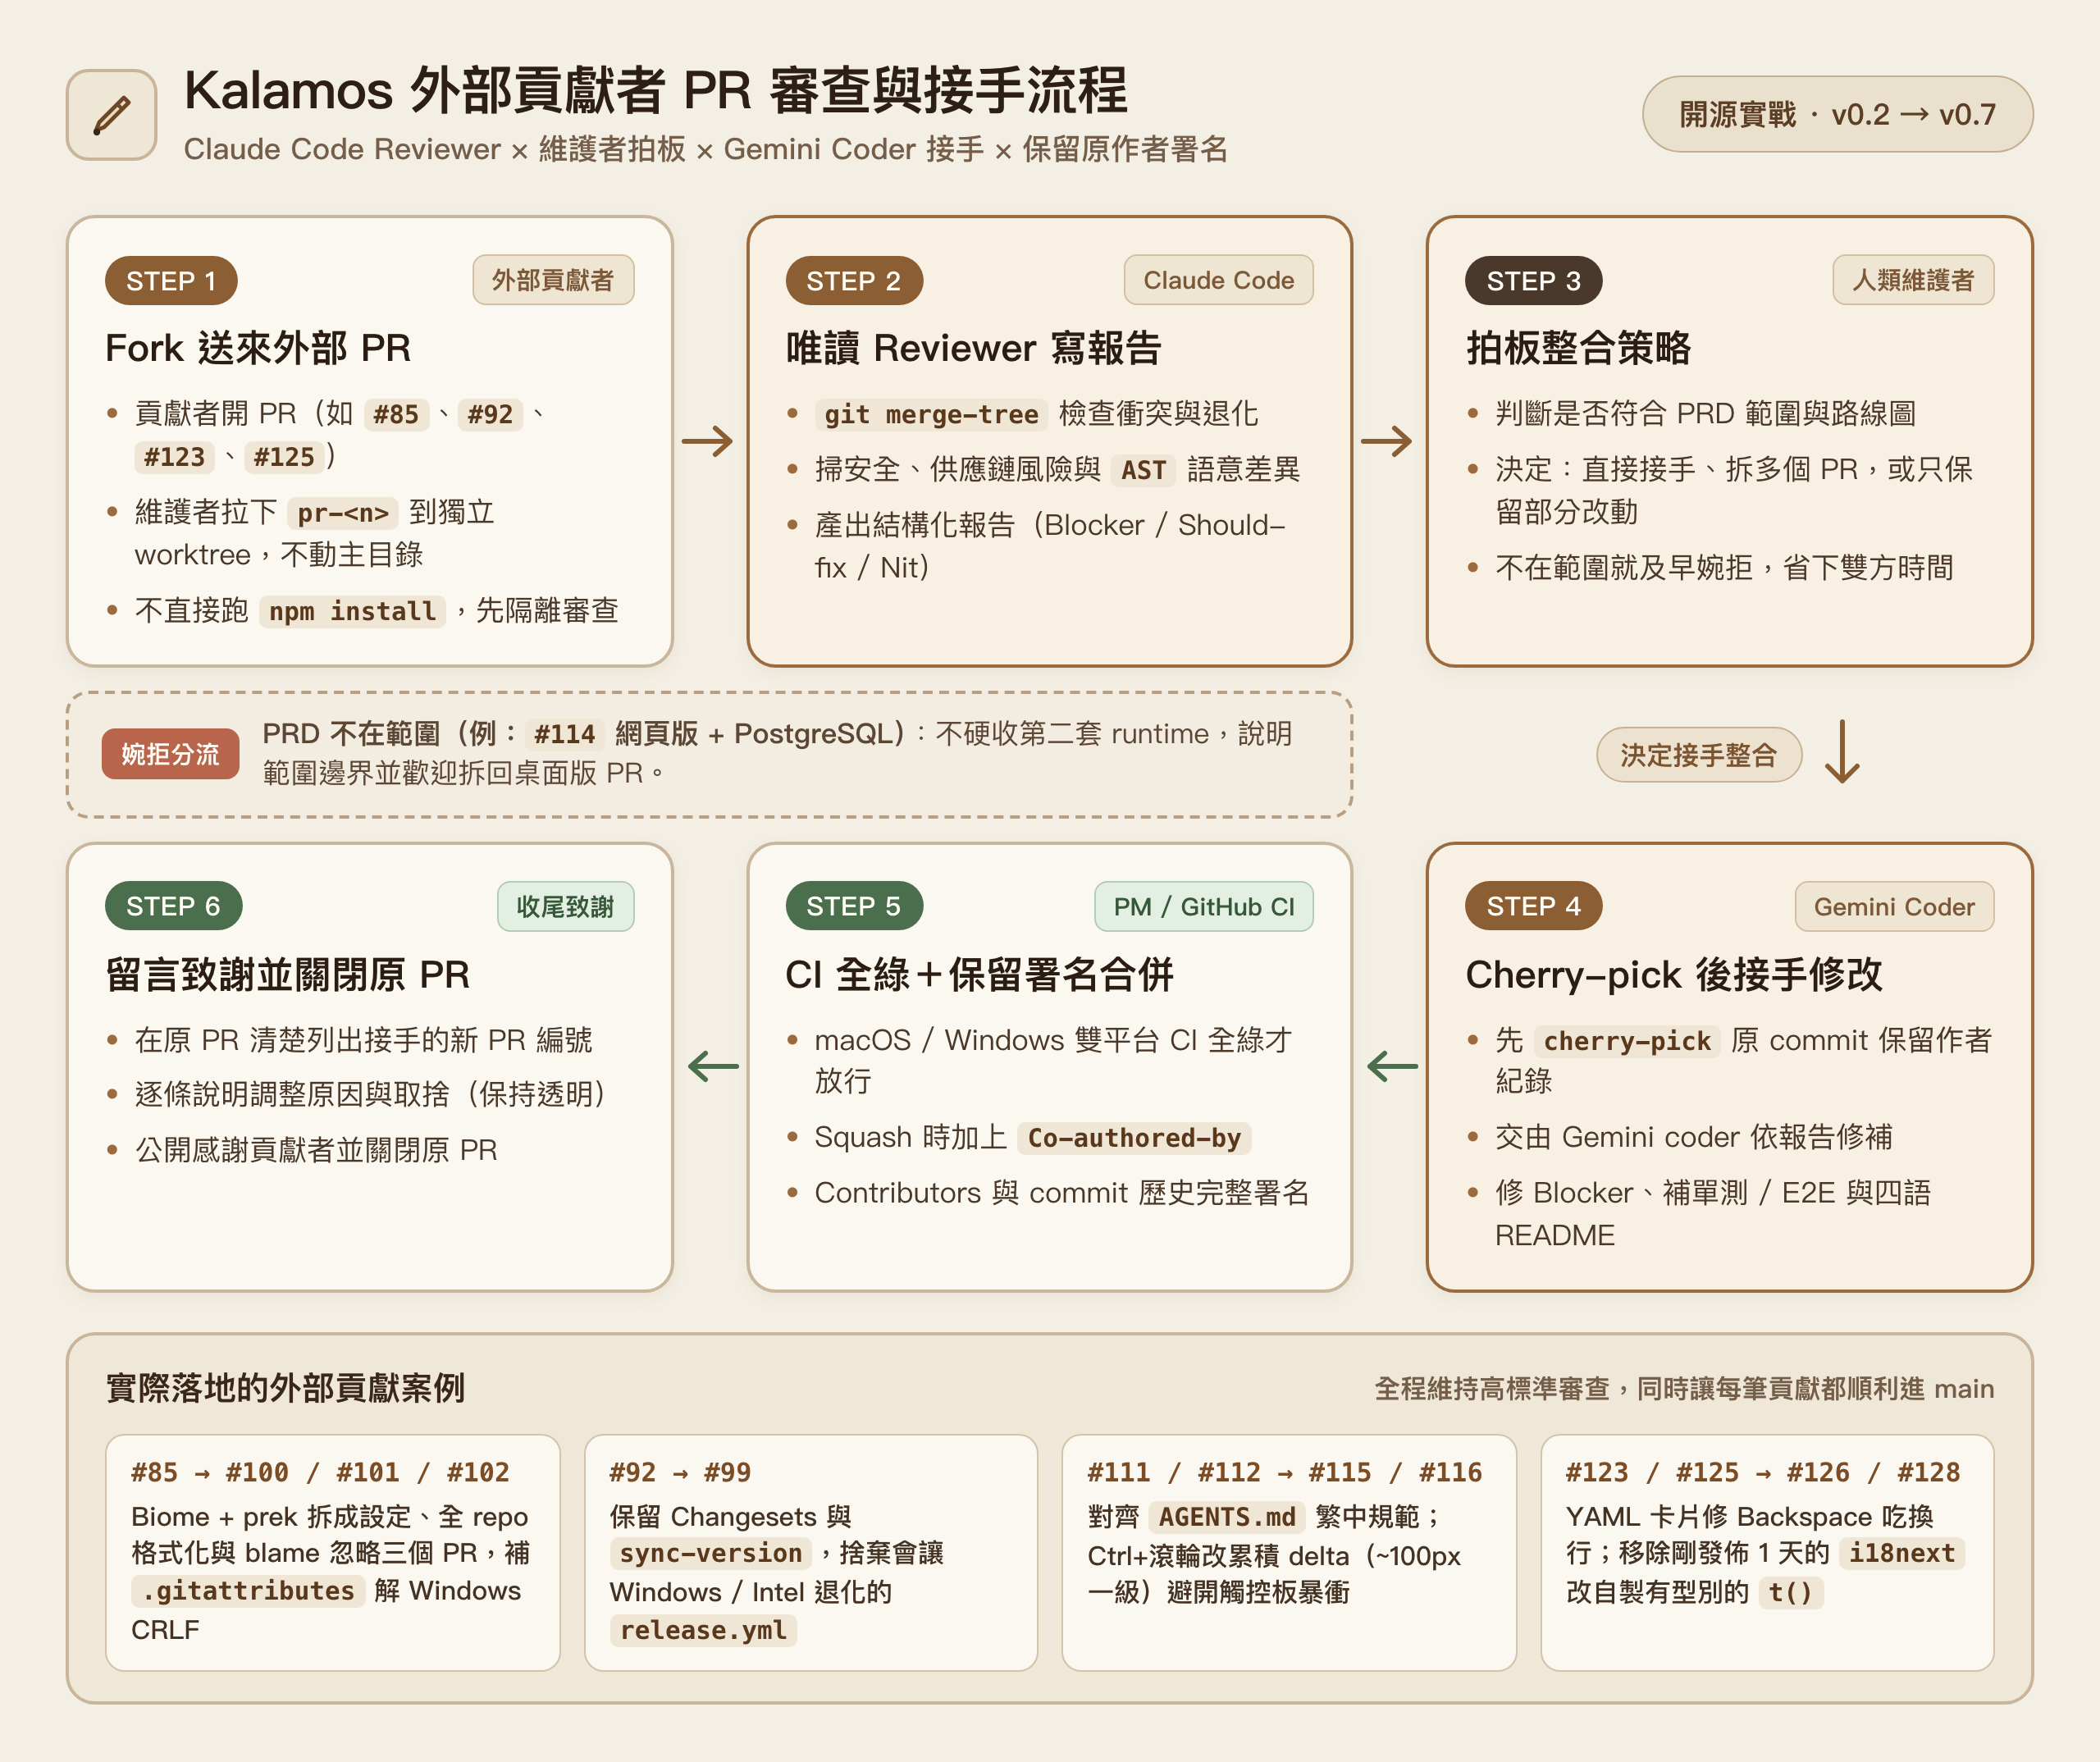 Kalamos 外部貢獻者 PR 審查與接手流程
Claude Code Reviewer × 維護者拍板 × Gemini Coder 接手 × 保留原作者署名
開源實戰 · v0.2 → v0.7
STEP 1
外部貢獻者
Fork 送來外部 PR
• 貢獻者開 PR（如 #85、#92、
#123、#125）
• 維護者拉下 pr-<n> 到獨立
worktree，不動主目錄
• 不直接跑 npm install，先隔離審查
STEP 2
Claude Code
唯讀 Reviewer 寫報告
• git merge-tree 檢查衝突與退化
• 掃安全、供應鏈風險與 AST 語意差異
• 產出結構化報告（Blocker / Should-
fix / Nit）
STEP 3
人類維護者
拍板整合策略
• 判斷是否符合 PRD 範圍與路線圖
• 決定：直接接手、拆多個 PR，或只保
留部分改動
• 不在範圍就及早婉拒，省下雙方時間
婉拒分流
PRD 不在範圍（例：#114 網頁版 + PostgreSQL）：不硬收第二套 runtime，說明
範圍邊界並歡迎拆回桌面版 PR。
決定接手整合
STEP 4
Gemini Coder
Cherry-pick 後接手修改
• 先 cherry-pick 原 commit 保留作者
紀錄
• 交由 Gemini coder 依報告修補
• 修 Blocker、補單測 / E2E 與四語
README
STEP 5
PM / GitHub CI
CI 全綠＋保留署名合併
• macOS / Windows 雙平台 CI 全綠才
放行
• Squash 時加上 Co-authored-by
• Contributors 與 commit 歷史完整署名
STEP 6
收尾致謝
留言致謝並關閉原 PR
• 在原 PR 清楚列出接手的新 PR 編號
• 逐條說明調整原因與取捨（保持透明）
• 公開感謝貢獻者並關閉原 PR
實際落地的外部貢獻案例
全程維持高標準審查，同時讓每筆貢獻都順利進 main
#85 → #100 / #101 / #102
Biome + prek 拆成設定、全 repo
格式化與 blame 忽略三個 PR，補
.gitattributes 解 Windows
CRLF
#92 → #99
保留 Changesets 與
sync-version，捨棄會讓
Windows / Intel 退化的
release.yml
#111 / #112 → #115 / #116
對齊 AGENTS.md 繁中規範；
Ctrl+滾輪改累積 delta（~100px
一級）避開觸控板暴衝
#123 / #125 → #126 / #128
YAML 卡片修 Backspace 吃換
行；移除剛發佈 1 天的 i18next
改自製有型別的 t()